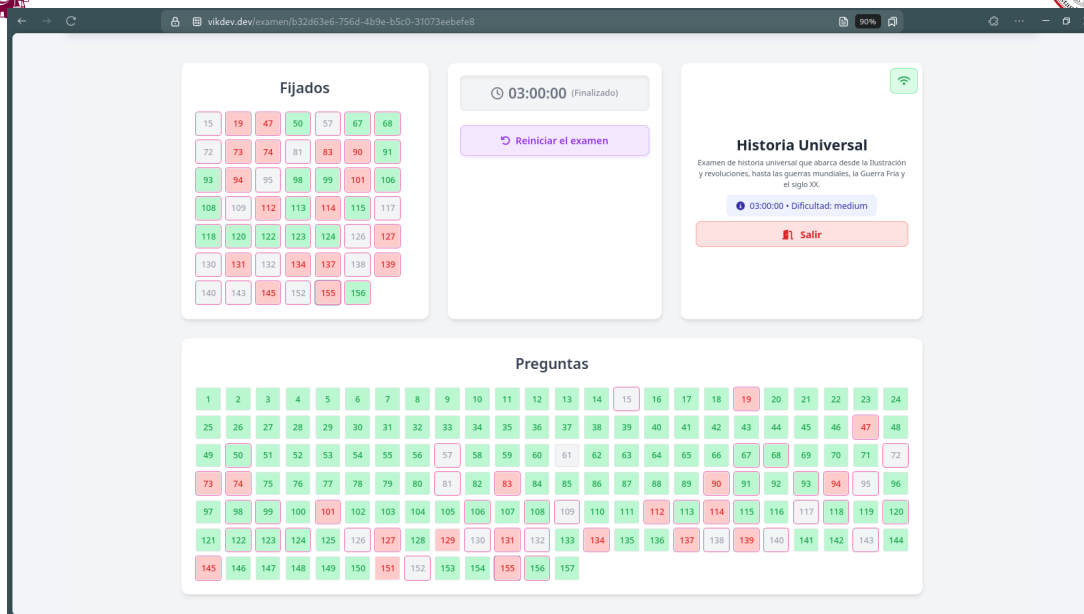 vikdev.dev/examen/b32d63e6-756d-4b9e-b5c0-31073eebefe8
90%
Fijados
15 19 47 50 57 67 68
72 73 74 81 83 90 91
93 94 95 98 99 101 106
108 109 112 113 114 115 117
118 120 122 123 124 126 127
130 131 132 134 137 138 139
140 143 145 152 155 156
03:00:00 (Finalizado)
Reiniciar el examen
Historia Universal
Examen de historia universal que abarca desde la Ilustración
y revoluciones, hasta las guerras mundiales, la Guerra Fría y
el siglo XX.
03:00:00 • Dificultad: medium
Salir
Preguntas
1 2 3 4 5 6 7 8 9 10 11 12 13 14 15 16 17 18 19 20 21 22 23 24
25 26 27 28 29 30 31 32 33 34 35 36 37 38 39 40 41 42 43 44 45 46 47 48
49 50 51 52 53 54 55 56 57 58 59 60 61 62 63 64 65 66 67 68 69 70 71 72
73 74 75 76 77 78 79 80 81 82 83 84 85 86 87 88 89 90 91 92 93 94 95 96
97 98 99 100 101 102 103 104 105 106 107 108 109 110 111 112 113 114 115 116 117 118 119 120
121 122 123 124 125 126 127 128 129 130 131 132 133 134 135 136 137 138 139 140 141 142 143 144
145 146 147 148 149 150 151 152 153 154 155 156 157